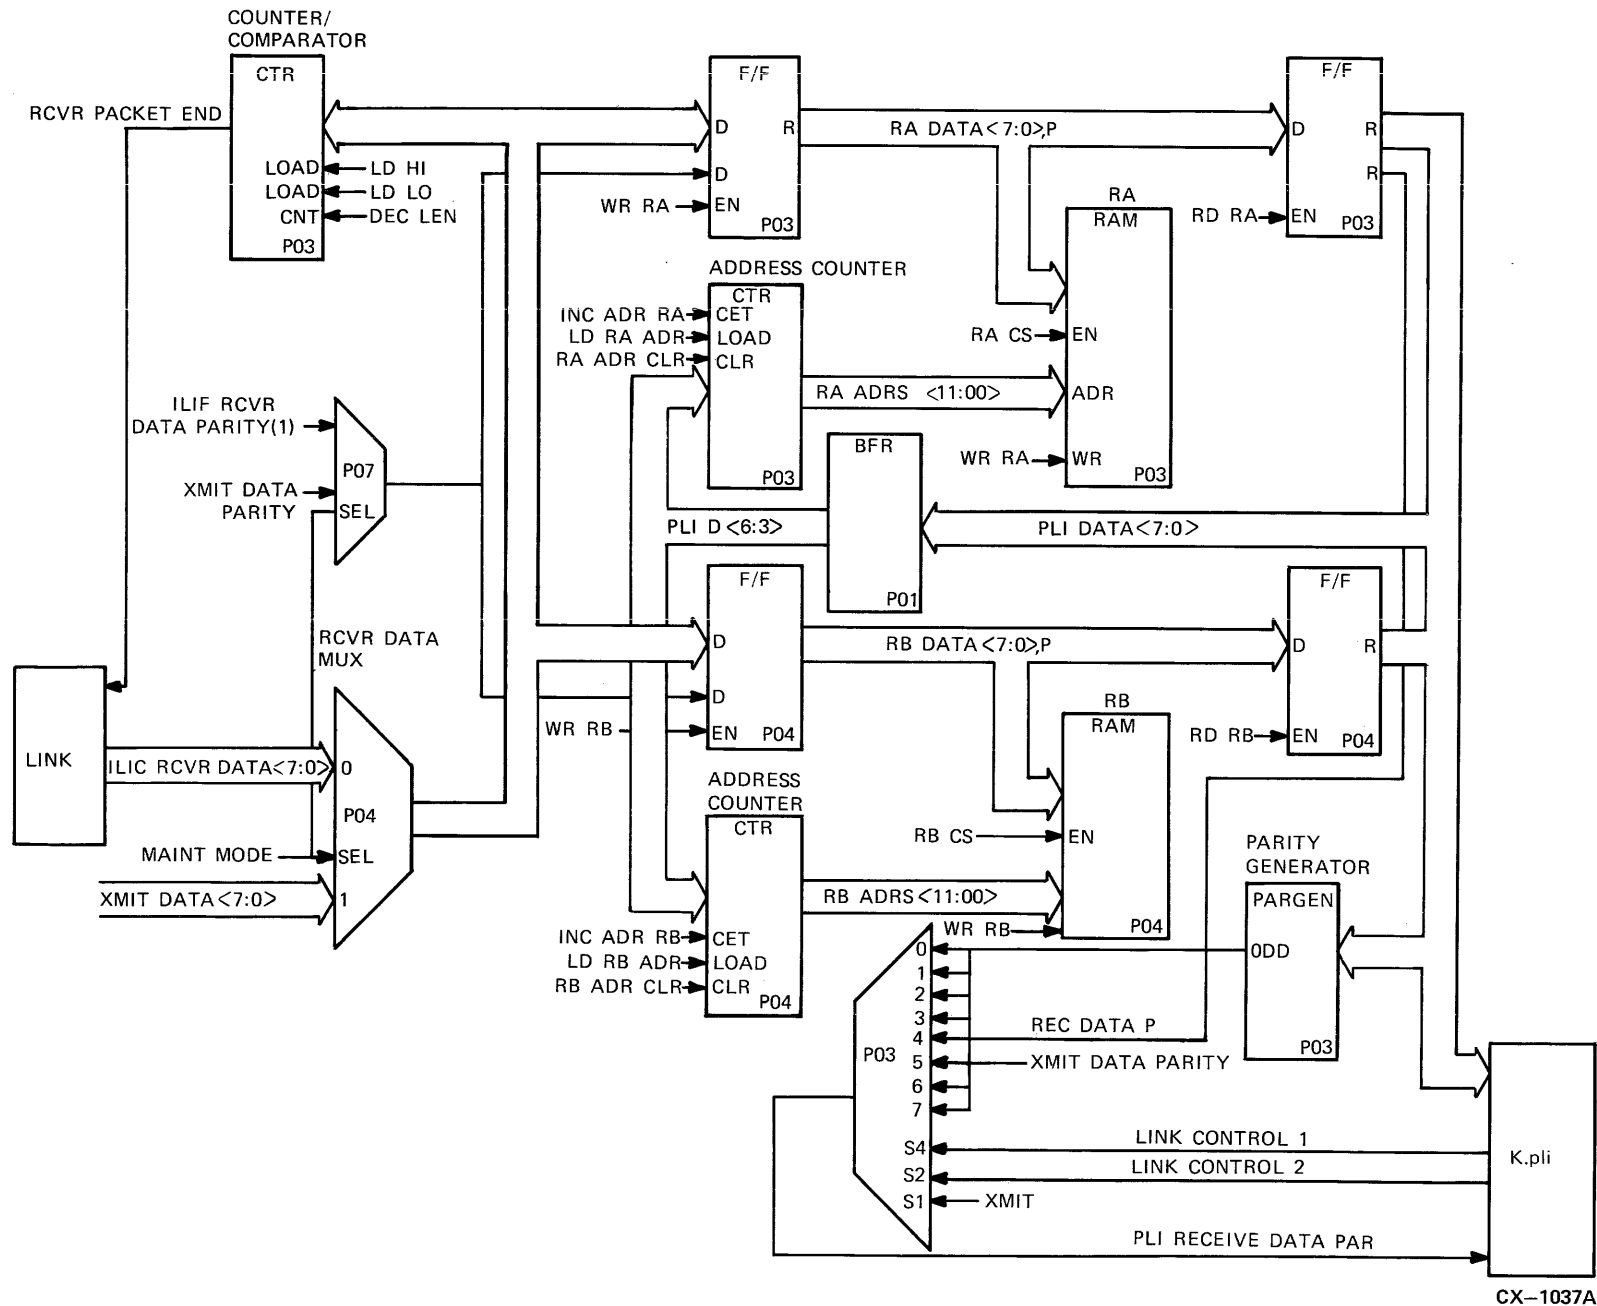 COUNTER/
COMPARATOR
CTR
RCVR PACKET END
LOAD
LD HI
LOAD
LD LO
CNT
DEC LEN
P03
F/F
D
R
D
WR RA
EN
P03
RA DATA<7:0>,P
F/F
D
R
R
RD RA
EN
P03
RA
RAM
RA CS
EN
ADR
WR RA
WR
P03
ADDRESS COUNTER
CTR
INC ADR RA
CET
LD RA ADR
LOAD
RA ADR CLR
CLR
P03
RA ADRS <11:00>
ILIF RCVR
DATA PARITY(1)
P07
XMIT DATA
PARITY
SEL
BFR
P01
PLI D<6:3>
PLI DATA<7:0>
F/F
D
D
WR RB
EN
P04
RB DATA<7:0>,P
F/F
D
R
RD RB
EN
P04
RCVR DATA
MUX
LINK
ILIC RCVR DATA<7:0>
0
P04
MAINT MODE
SEL
XMIT DATA<7:0>
1
RB
RAM
RB CS
EN
WR RB
P04
ADDRESS
COUNTER
CTR
RB ADRS<11:00>
INC ADR RB
CET
LD RB ADR
LOAD
RB ADR CLR
CLR
P04
PARITY
GENERATOR
PARGEN
ODD
P03
0
1
2
3
4
REC DATA P
P03
5
XMIT DATA PARITY
6
7
S4
LINK CONTROL 1
S2
LINK CONTROL 2
S1
XMIT
K.pli
PLI RECEIVE DATA PAR
CX–1037A